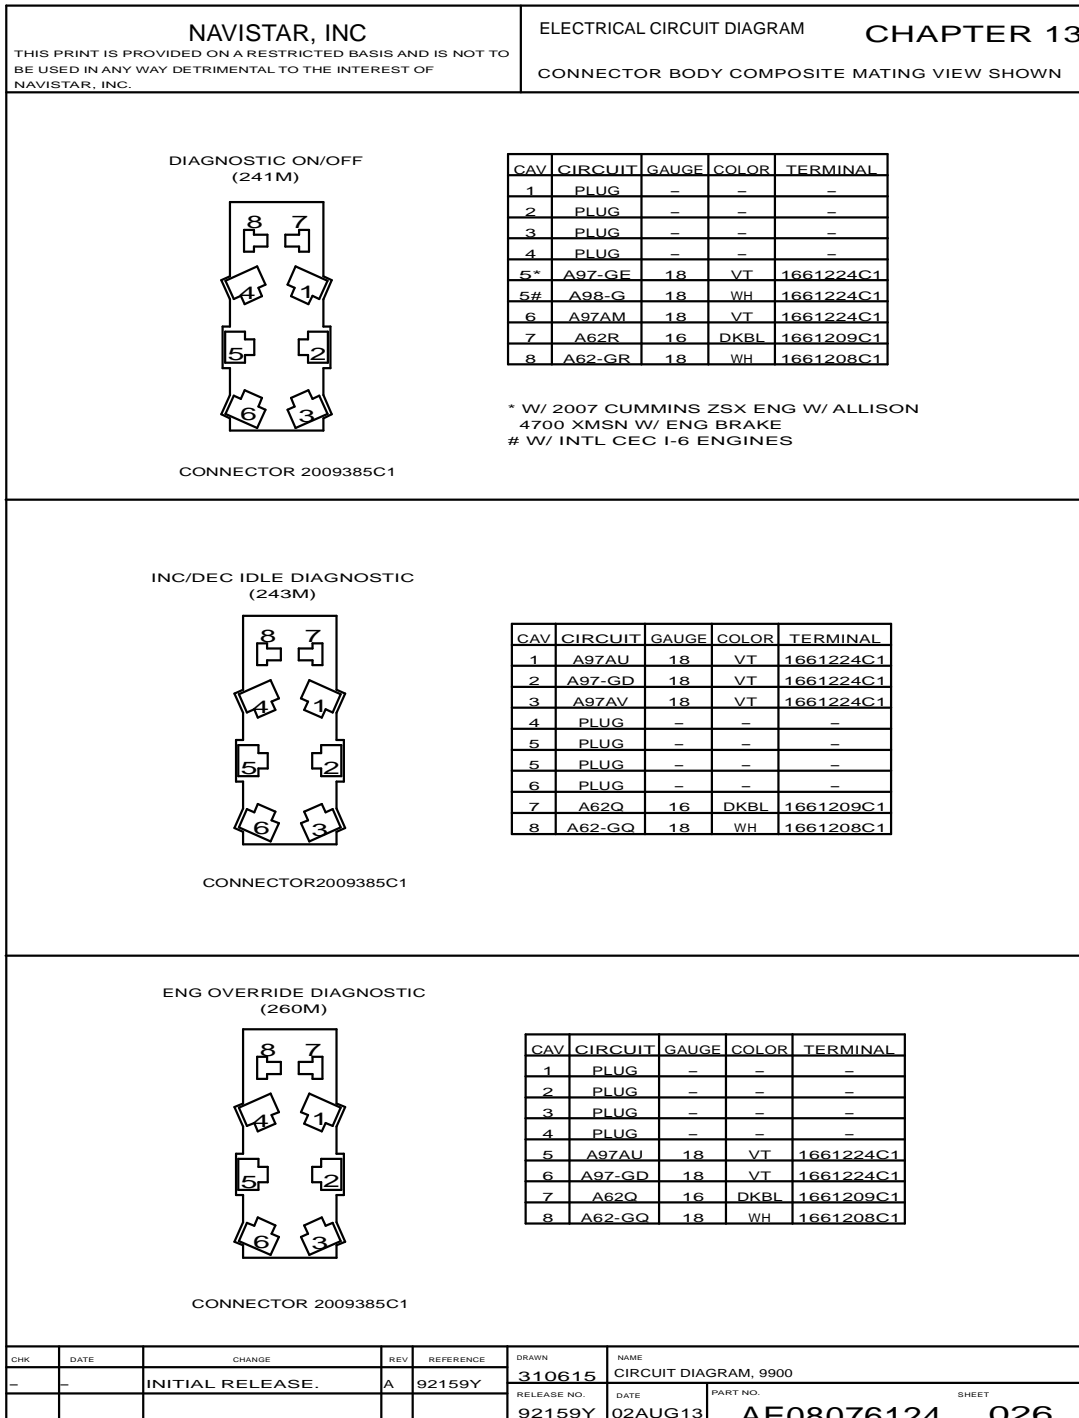 NAVISTAR, INC
THIS PRINT IS PROVIDED ON A RESTRICTED BASIS AND IS NOT TO
BE USED IN ANY WAY DETRIMENTAL TO THE INTEREST OF
NAVISTAR, INC.
ELECTRICAL CIRCUIT DIAGRAM CHAPTER 13
CONNECTOR BODY COMPOSITE MATING VIEW SHOWN
DIAGNOSTIC ON/OFF
(241M)
8 7
4 1
5 2
6 3
CONNECTOR 2009385C1
CAV CIRCUIT GAUGE COLOR TERMINAL
1 PLUG – – –
2 PLUG – – –
3 PLUG – – –
4 PLUG – – –
5* A97-GE 18 VT 1661224C1
5# A98-G 18 WH 1661224C1
6 A97AM 18 VT 1661224C1
7 A62R 16 DKBL 1661209C1
8 A62-GR 18 WH 1661208C1
* W/ 2007 CUMMINS ZSX ENG W/ ALLISON
4700 XMSN W/ ENG BRAKE
# W/ INTL CEC I-6 ENGINES
INC/DEC IDLE DIAGNOSTIC
(243M)
8 7
4 1
5 2
6 3
CONNECTOR2009385C1
CAV CIRCUIT GAUGE COLOR TERMINAL
1 A97AU 18 VT 1661224C1
2 A97-GD 18 VT 1661224C1
3 A97AV 18 VT 1661224C1
4 PLUG – – –
5 PLUG – – –
5 PLUG – – –
6 PLUG – – –
7 A62Q 16 DKBL 1661209C1
8 A62-GQ 18 WH 1661208C1
ENG OVERRIDE DIAGNOSTIC
(260M)
8 7
4 1
5 2
6 3
CONNECTOR 2009385C1
CAV CIRCUIT GAUGE COLOR TERMINAL
1 PLUG – – –
2 PLUG – – –
3 PLUG – – –
4 PLUG – – –
5 A97AU 18 VT 1661224C1
6 A97-GD 18 VT 1661224C1
7 A62Q 16 DKBL 1661209C1
8 A62-GQ 18 WH 1661208C1
CHK DATE CHANGE REV REFERENCE
– – INITIAL RELEASE. A 92159Y
DRAWN
310615
NAME
CIRCUIT DIAGRAM, 9900
RELEASE NO.
92159Y
DATE
02AUG13
PART NO.
AF08076124
SHEET
026